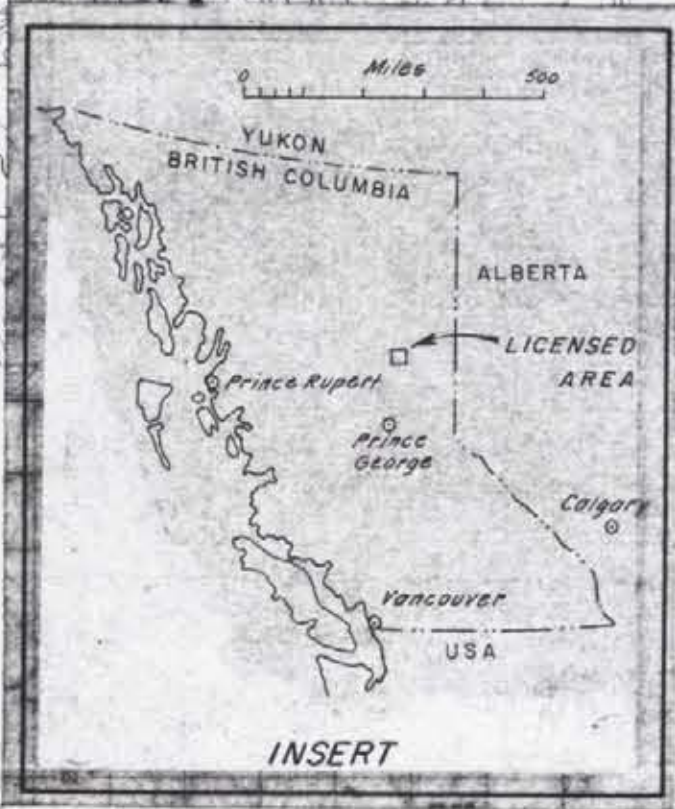 Miles
0 500
YUKON
BRITISH COLUMBIA
ALBERTA
LICENSED
AREA
Prince Rupert
Prince
George
Calgary
Vancouver
USA
INSERT